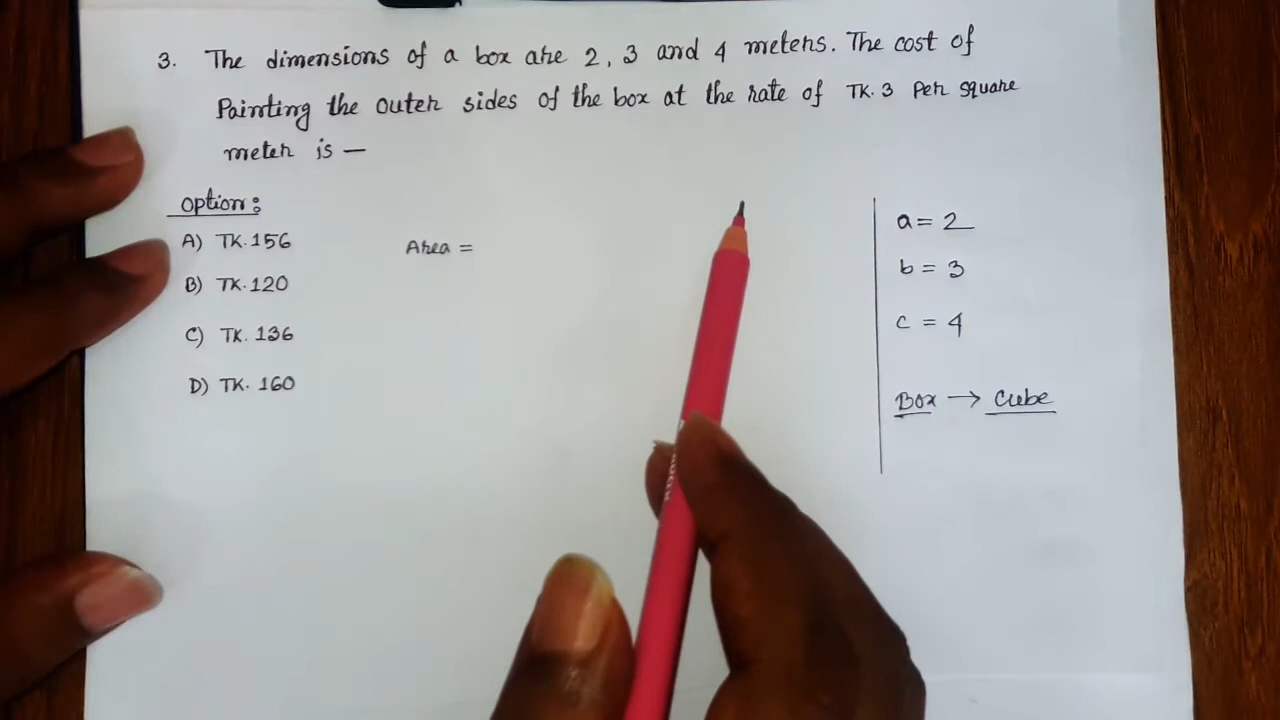 3. The dimensions of a box are 2, 3 and 4 meters. The cost of
Painting the outer sides of the box at the rate of TK. 3 Per square
meter is —
option:
A) TK. 156
B) TK. 120
C) TK. 136
D) TK. 160
Area =
a = 2
b = 3
c = 4
Box → Cube